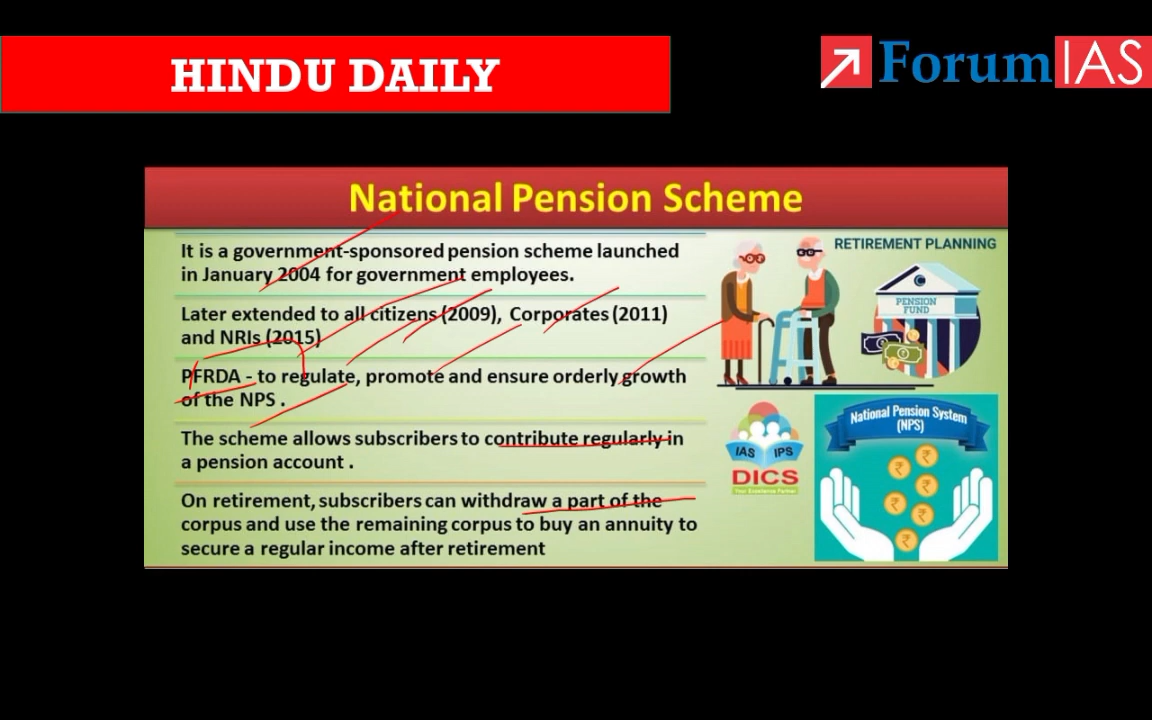 HINDU DAILY
ForumIAS
National Pension Scheme
It is a government-sponsored pension scheme launched
in January 2004 for government employees.
Later extended to all citizens (2009), Corporates (2011)
and NRIs (2015)
PFRDA - to regulate, promote and ensure orderly growth
of the NPS .
The scheme allows subscribers to contribute regularly in
a pension account .
On retirement, subscribers can withdraw a part of the
corpus and use the remaining corpus to buy an annuity to
secure a regular income after retirement
RETIREMENT PLANNING
PENSION
FUND
IAS IPS
DICS
Your Excellence Partner
National Pension System
(NPS)